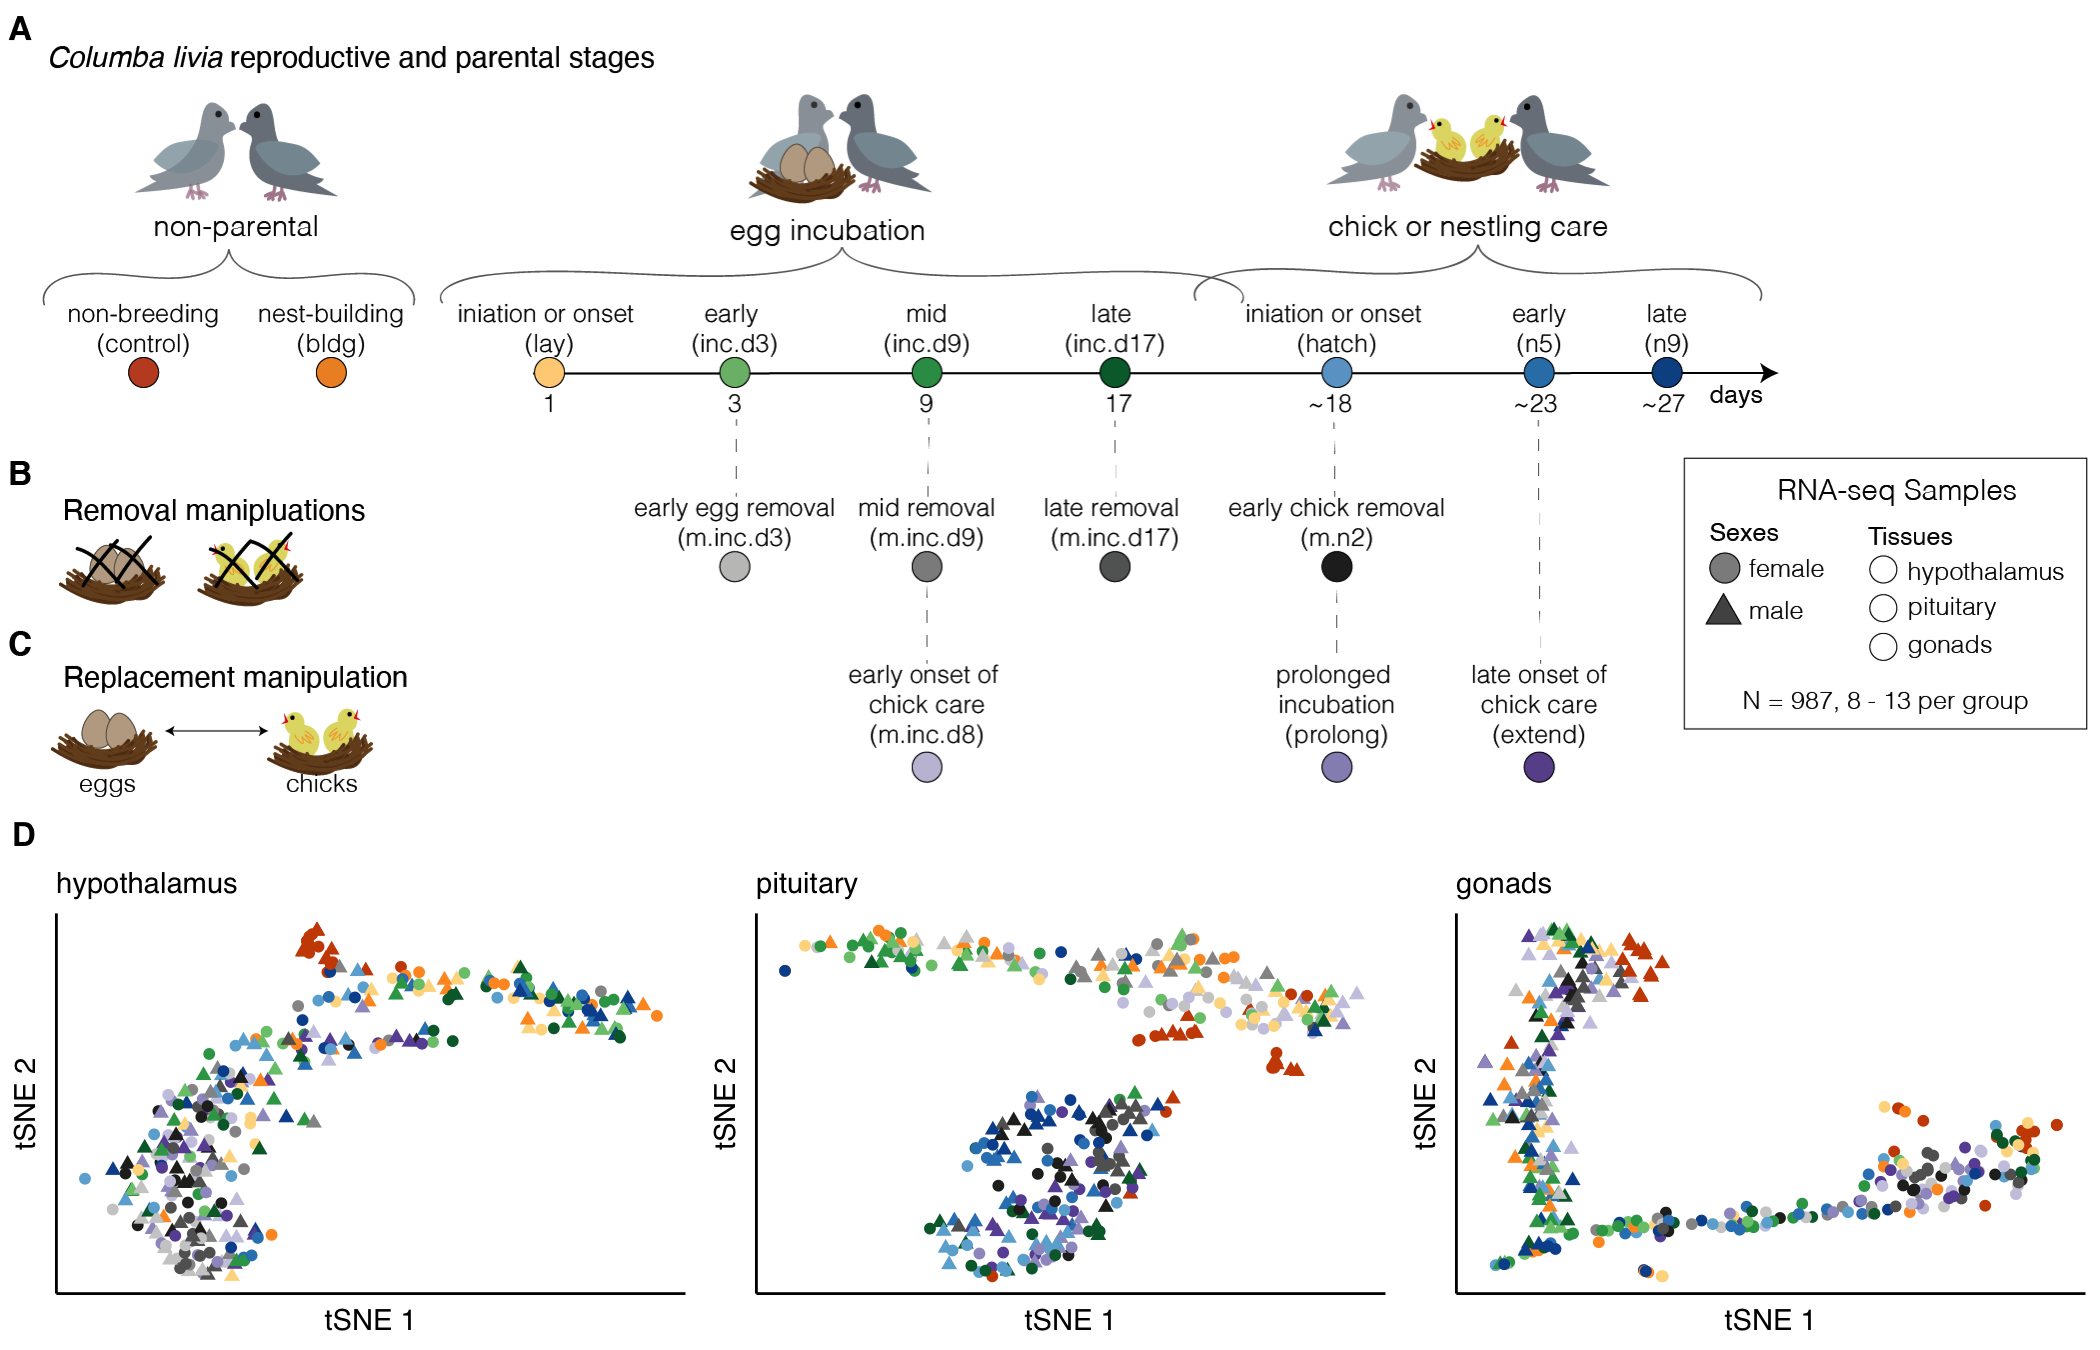 A
Columba livia reproductive and parental stages
non-parental
egg incubation
chick or nestling care
non-breeding
(control)
nest-building
(bldg)
iniation or onset
(lay)
early
(inc.d3)
mid
(inc.d9)
late
(inc.d17)
iniation or onset
(hatch)
early
(n5)
late
(n9)
1
3
9
17
~18
~23
~27
days
B
Removal manipluations
early egg removal
(m.inc.d3)
mid removal
(m.inc.d9)
late removal
(m.inc.d17)
early chick removal
(m.n2)
C
Replacement manipulation
eggs
chicks
early onset of
chick care
(m.inc.d8)
prolonged
incubation
(prolong)
late onset of
chick care
(extend)
RNA-seq Samples
Sexes
female
male
Tissues
hypothalamus
pituitary
gonads
N = 987, 8 - 13 per group
D
hypothalamus
tSNE 2
tSNE 1
pituitary
tSNE 2
tSNE 1
gonads
tSNE 2
tSNE 1